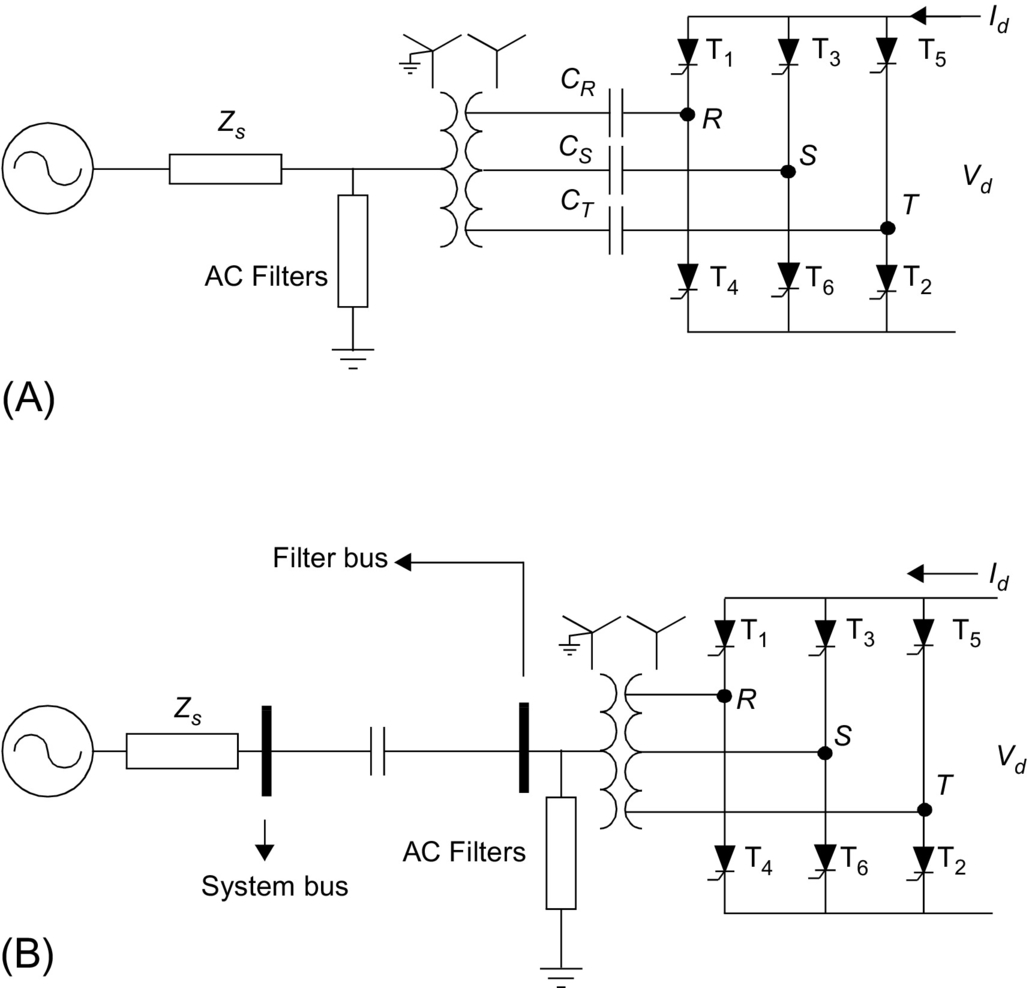 I_d
T_1
T_3
T_5
C_R
R
Z_s
C_S
S
V_d
C_T
T
AC Filters
T_4
T_6
T_2
(A)
Filter bus
I_d
T_1
T_3
T_5
R
Z_s
S
V_d
T
AC Filters
T_4
T_6
T_2
System bus
(B)